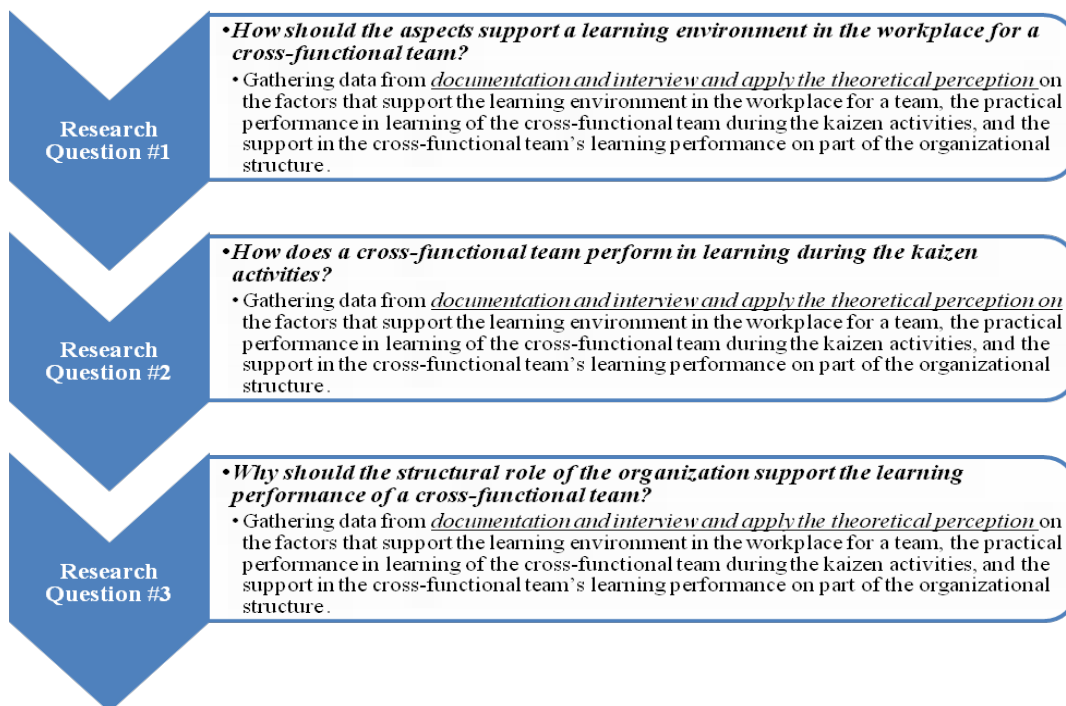 Research
Question #1
•How should the aspects support a learning environment in the workplace for a
cross-functional team?
• Gathering data from documentation and interview and apply the theoretical perception on
the factors that support the learning environment in the workplace for a team, the practical
performance in learning of the cross-functional team during the kaizen activities, and the
support in the cross-functional team's learning performance on part of the organizational
structure.
Research
Question #2
•How does a cross-functional team perform in learning during the kaizen
activities?
• Gathering data from documentation and interview and apply the theoretical perception on
the factors that support the learning environment in the workplace for a team, the practical
performance in learning of the cross-functional team during the kaizen activities, and the
support in the cross-functional team's learning performance on part of the organizational
structure.
Research
Question #3
•Why should the structural role of the organization support the learning
performance of a cross-functional team?
• Gathering data from documentation and interview and apply the theoretical perception on
the factors that support the learning environment in the workplace for a team, the practical
performance in learning of the cross-functional team during the kaizen activities, and the
support in the cross-functional team's learning performance on part of the organizational
structure.